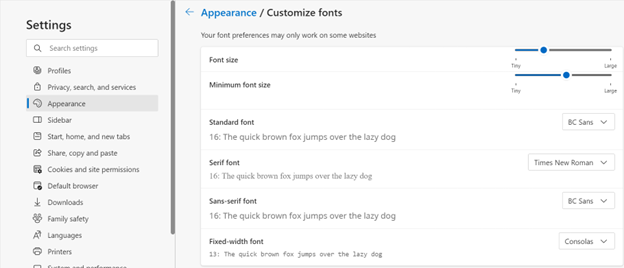 Settings
Search settings
Profiles
Privacy, search, and services
Appearance
Sidebar
Start, home, and new tabs
Share, copy and paste
Cookies and site permissions
Default browser
Downloads
Family safety
Languages
Printers
System and performance
Appearance / Customize fonts
Your font preferences may only work on some websites
Font size
Tiny Large
Minimum font size
Tiny Large
Standard font BC Sans
16: The quick brown fox jumps over the lazy dog
Serif font Times New Roman
16: The quick brown fox jumps over the lazy dog
Sans-serif font BC Sans
16: The quick brown fox jumps over the lazy dog
Fixed-width font Consolas
13: The quick brown fox jumps over the lazy dog